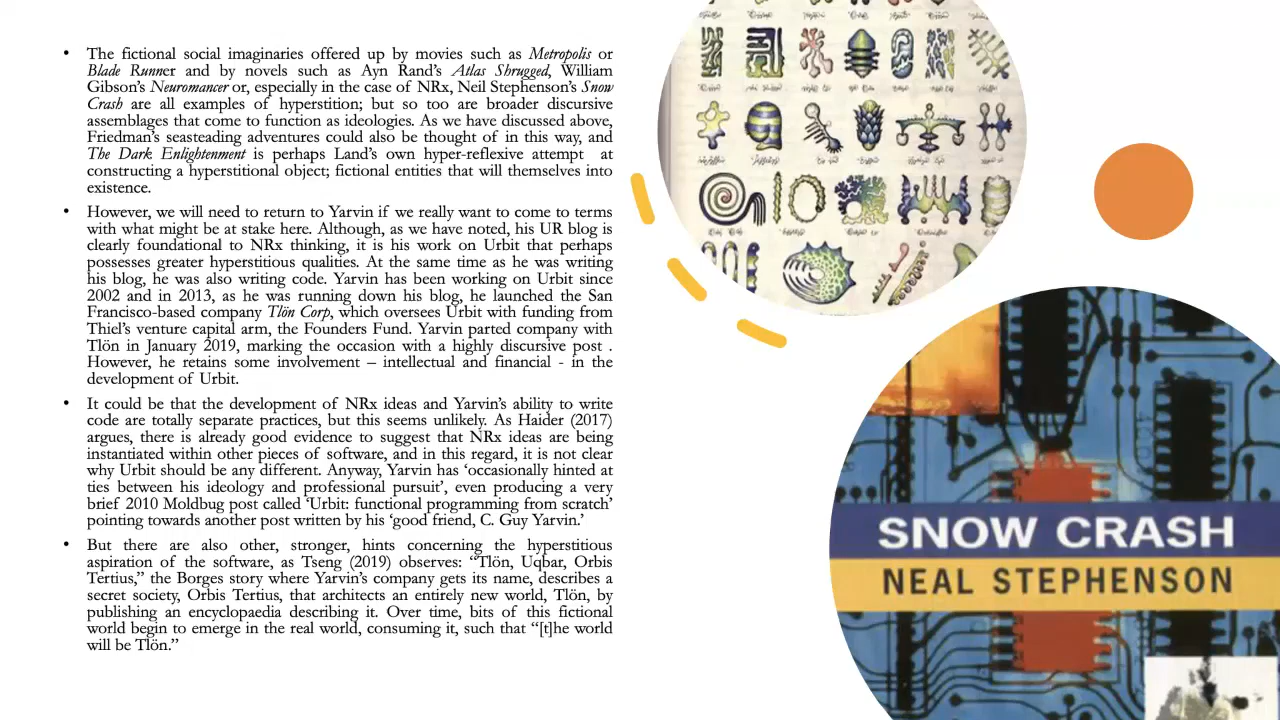 • The fictional social imaginaries offered up by movies such as Metropolis or
Blade Runner and by novels such as Ayn Rand's Atlas Shrugged, William
Gibson's Neuromancer or, especially in the case of NRx, Neil Stephenson's Snow
Crash are all examples of hyperstition; but so too are broader discursive
assemblages that come to function as ideologies. As we have discussed above,
Friedman's seasteading adventures could also be thought of in this way, and
The Dark Enlightenment is perhaps Land's own hyper-reflexive attempt at
constructing a hyperstitional object; fictional entities that will themselves into
existence.
• However, we will need to return to Yarvin if we really want to come to terms
with what might be at stake here. Although, as we have noted, his UR blog is
clearly foundational to NRx thinking, it is his work on Urbit that perhaps
possesses greater hyperstitious qualities. At the same time as he was writing
his blog, he was also writing code. Yarvin has been working on Urbit since
2002 and in 2013, as he was running down his blog, he launched the San
Francisco-based company Tlön Corp, which oversees Urbit with funding from
Thiel's venture capital arm, the Founders Fund. Yarvin parted company with
Tlön in January 2019, marking the occasion with a highly discursive post .
However, he retains some involvement – intellectual and financial - in the
development of Urbit.
• It could be that the development of NRx ideas and Yarvin's ability to write
code are totally separate practices, but this seems unlikely. As Haider (2017)
argues, there is already good evidence to suggest that NRx ideas are being
instantiated within other pieces of software, and in this regard, it is not clear
why Urbit should be any different. Anyway, Yarvin has 'occasionally hinted at
ties between his ideology and professional pursuit', even producing a very
brief 2010 Moldbug post called 'Urbit: functional programming from scratch'
pointing towards another post written by his 'good friend, C. Guy Yarvin.'
• But there are also other, stronger, hints concerning the hyperstitious
aspiration of the software, as Tseng (2019) observes: “Tlön, Uqbar, Orbis
Tertius,” the Borges story where Yarvin's company gets its name, describes a
secret society, Orbis Tertius, that architects an entirely new world, Tlön, by
publishing an encyclopaedia describing it. Over time, bits of this fictional
world begin to emerge in the real world, consuming it, such that “[t]he world
will be Tlön.”
SNOW CRASH
NEAL STEPHENSON